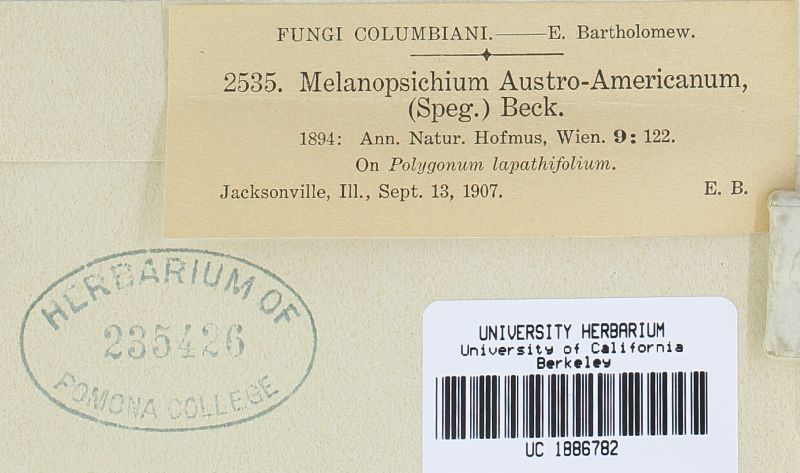 FUNGI COLUMBIANI.——E. Bartholomew.
2535. Melanopsichium Austro-Americanum,
(Speg.) Beck.
1894: Ann. Natur. Hofmus, Wien. 9: 122.
On Polygonum lapathifolium.
Jacksonville, Ill., Sept. 13, 1907. E. B.
HERBARIUM OF
235426
POMONA COLLEGE
UNIVERSITY HERBARIUM
University of California
Berkeley
UC 1886782